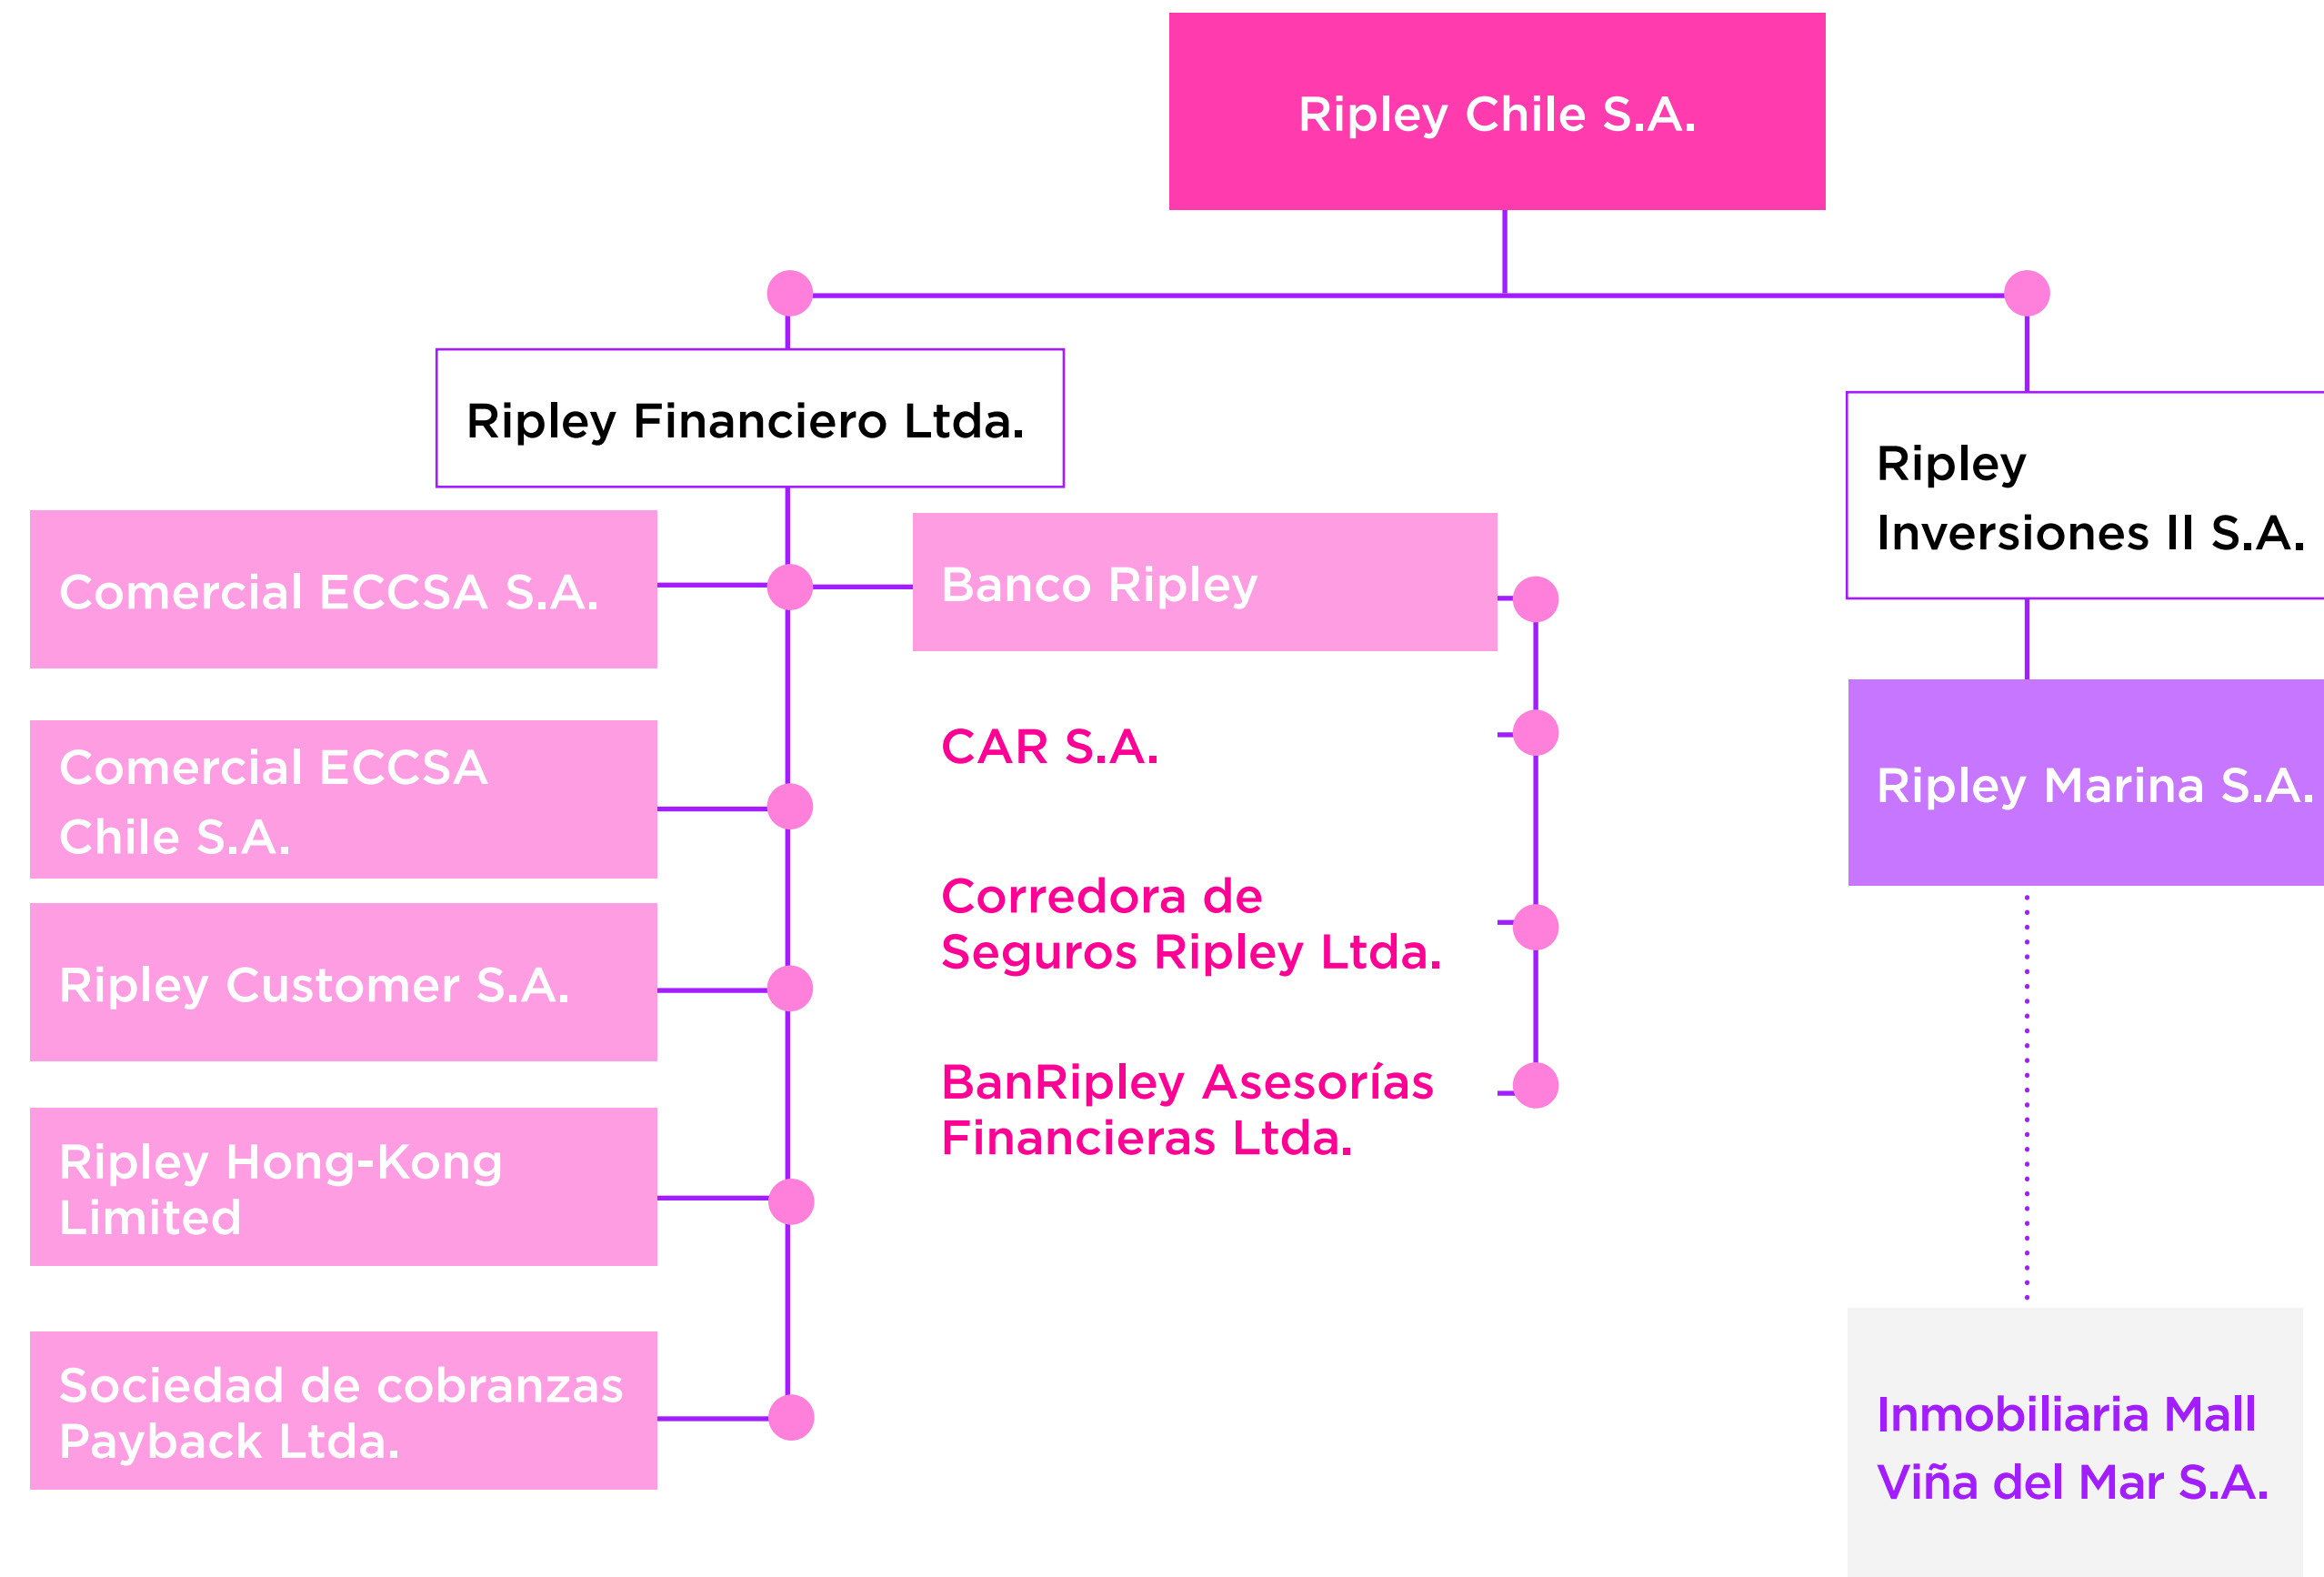 Ripley Chile S.A.
Ripley Financiero Ltda.
Comercial ECCSA S.A.
Comercial ECCSA
Chile S.A.
Ripley Customer S.A.
Ripley Hong-Kong
Limited
Sociedad de cobranzas
Payback Ltda.
Banco Ripley
CAR S.A.
Corredora de
Seguros Ripley Ltda.
BanRipley Asesorías
Financieras Ltda.
Ripley
Inversiones II S.A.
Ripley Marina S.A.
Inmobiliaria Mall
Viña del Mar S.A.